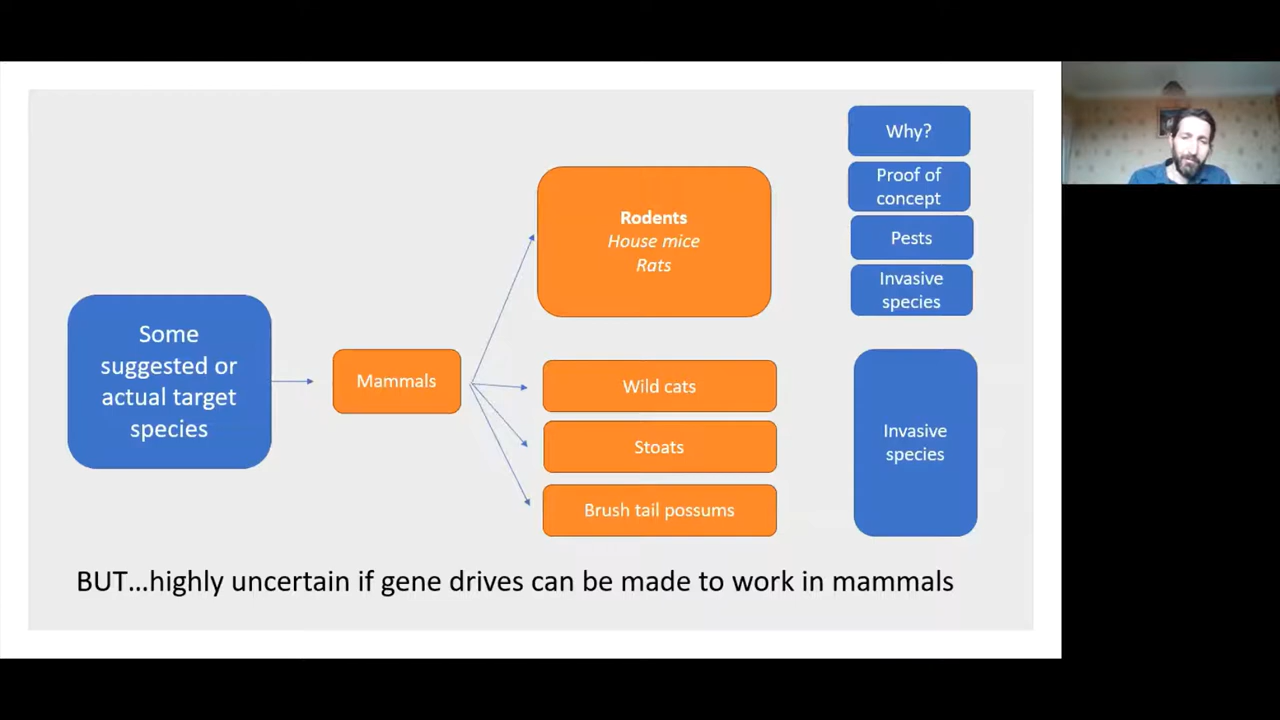 Some
suggested or
actual target
species
Mammals
Rodents
House mice
Rats
Wild cats
Stoats
Brush tail possums
Why?
Proof of
concept
Pests
Invasive
species
Invasive
species
BUT...highly uncertain if gene drives can be made to work in mammals